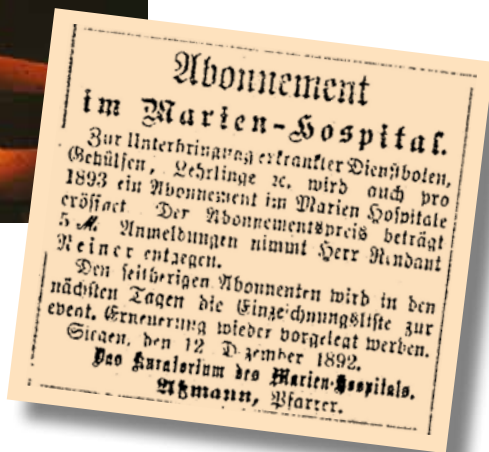 Abonnement
im Marien-Hospital.
Zur Unterbringung erkrankter Dienstboten,
Gehülfen, Lehrlinge ꝛc. wird auch pro
1893 ein Abonnement im Marien Hospitale
eröffnet. Der Abonnementspreis beträgt
5 M. Anmeldungen nimmt Herr Rendant
Reiner entgegen.
Den seitherigen Abonnenten wird in den
nächsten Tagen die Einzeichnungsliste zur
event. Erneuerung wieder vorgelegt werden.
Siegen, den 12 Dezember 1892.
Das Kuratorium des Marien-Hospitals.
Aßmann, Pfarrer.